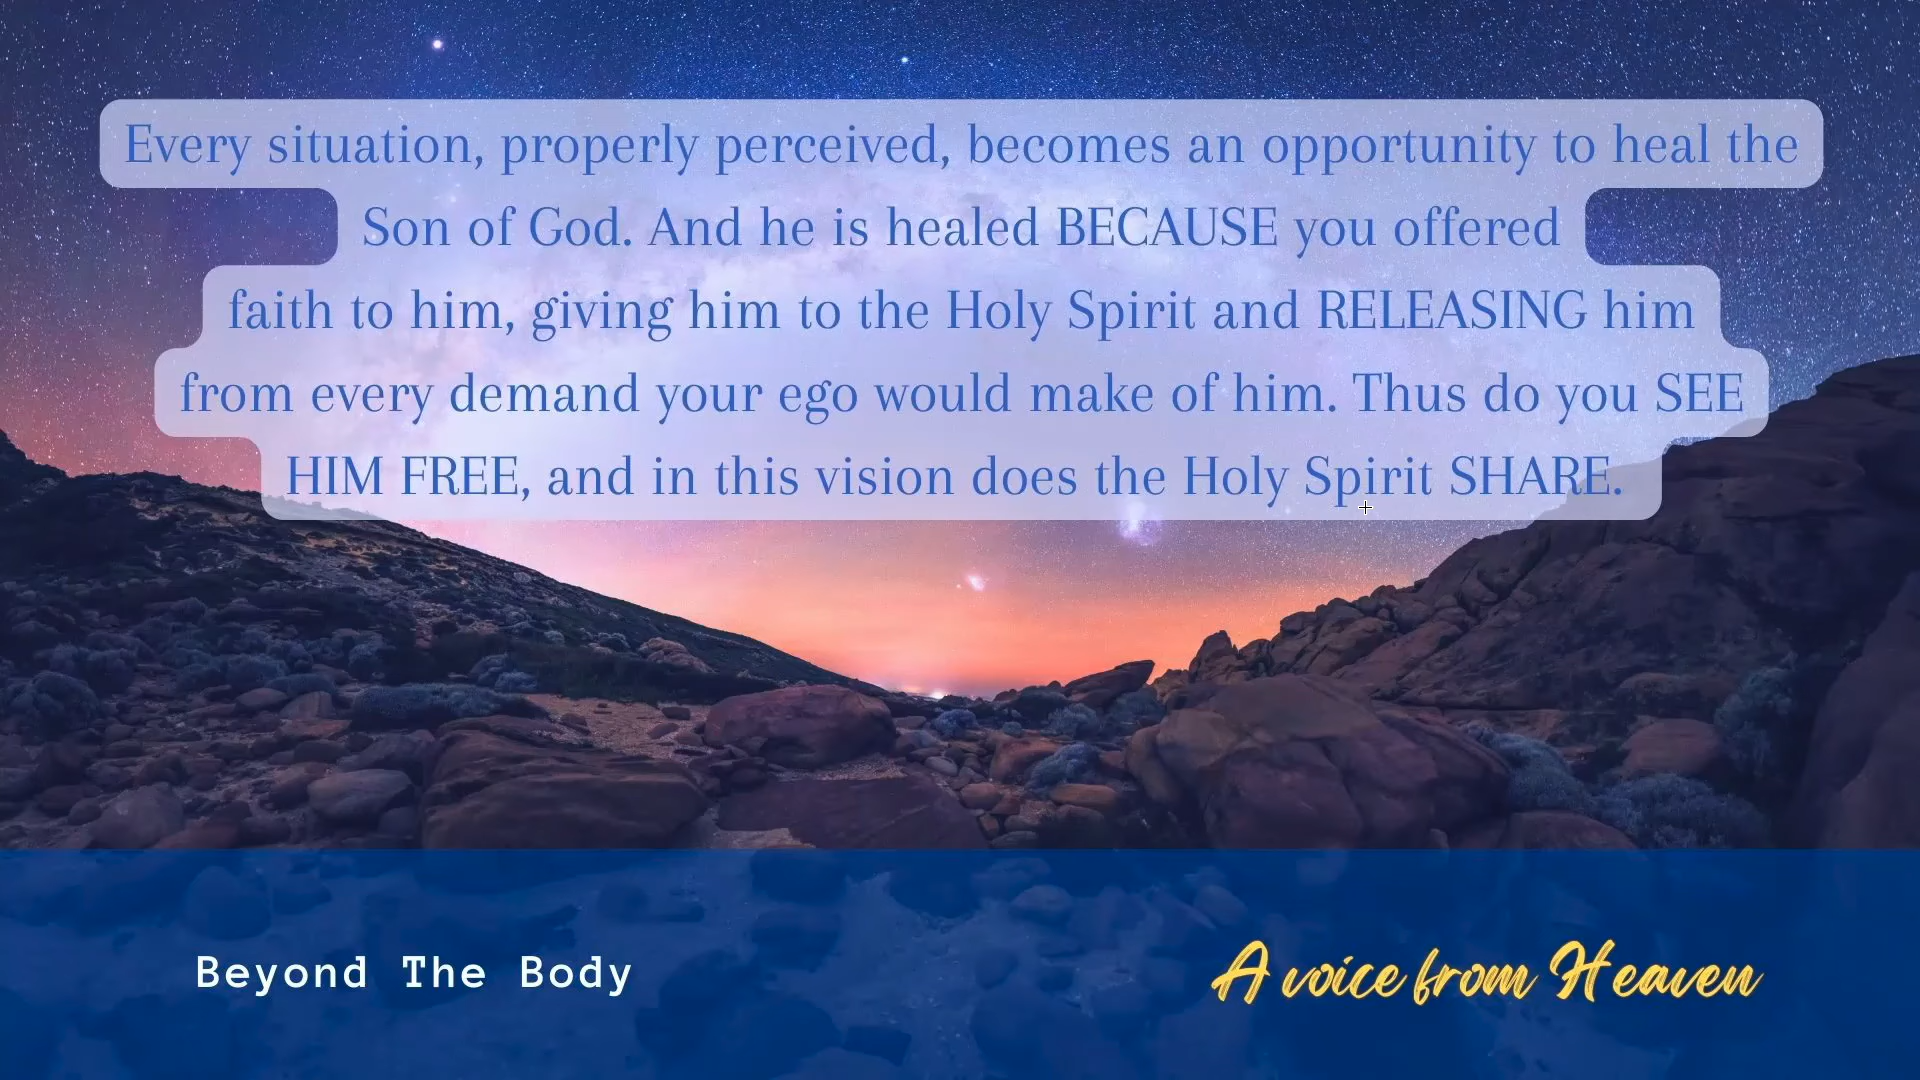 Every situation, properly perceived, becomes an opportunity to heal the
Son of God. And he is healed BECAUSE you offered
faith to him, giving him to the Holy Spirit and RELEASING him
from every demand your ego would make of him. Thus do you SEE
HIM FREE, and in this vision does the Holy Spirit SHARE.
Beyond The Body
A voice from Heaven